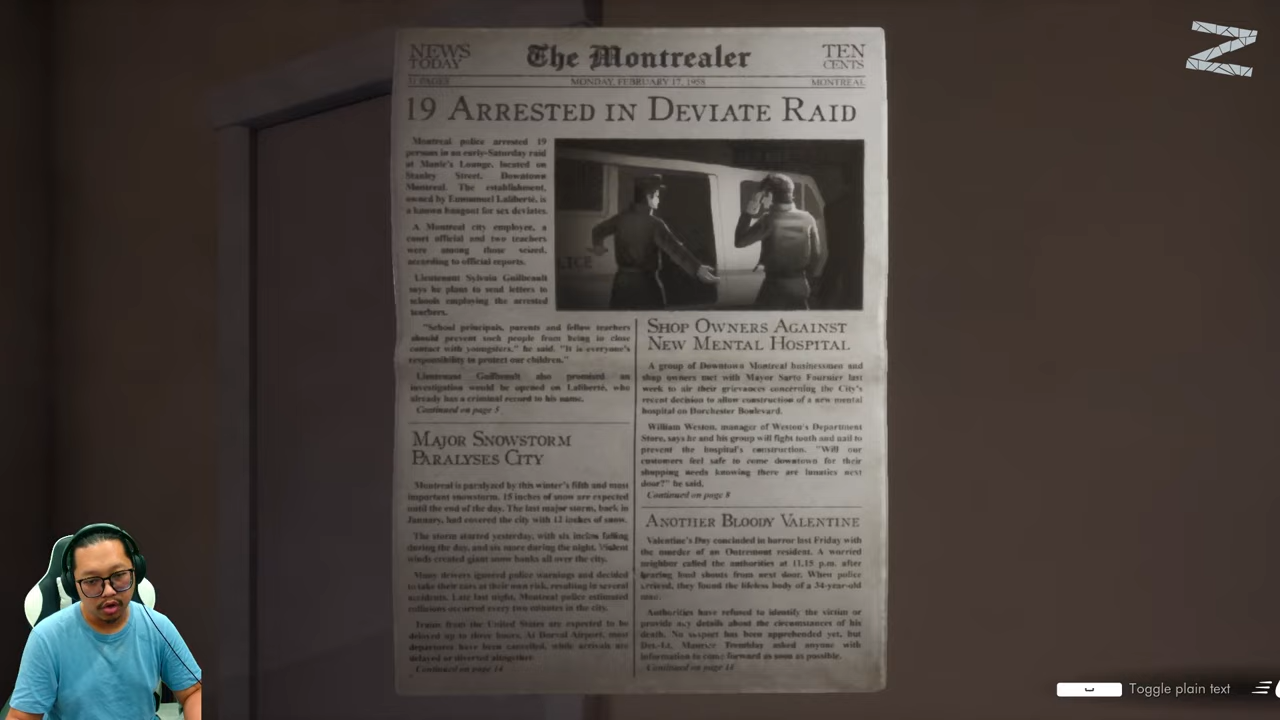 NEWS
TODAY
The Montrealer
TEN
CENTS
PAGES
MONDAY, FEBRUARY 17, 1958
MONTREAL
19 ARRESTED IN DEVIATE RAID
Montreal police arrested 19
persons in an early-Saturday raid
at Manie's Lounge, located on
Stanley Street, Downtown
Montreal. The establishment,
owned by Emmanuel Laliberté, is
a known hangout for sex deviates.
A Montreal city employee, a
court official and two teachers
were among those seized,
according to official reports.
Lieutenant Sylvain Guilbeault
says he plans to send letters to
schools employing the arrested
teachers.
"School principals, parents and fellow teachers
should prevent such people from being in close
contact with youngsters," he said. "It is everyone's
responsibility to protect our children."
Lieutenant Guilbeault also promised an
investigation would be opened on Laliberté, who
already has a criminal record to his name.
Continued on page 3
MAJOR SNOWSTORM
PARALYSES CITY
Montreal is paralyzed by this winter's fifth and most
important snowstorm. 15 inches of snow are expected
until the end of the day. The last major storm, back in
January, had covered the city with 12 inches of snow.
The storm started yesterday, with six inches falling
during the day, and six more during the night. Violent
winds created giant snow banks all over the city.
Many drivers ignored police warnings and decided
to take their cars at their own risk, resulting in several
accidents. Late last night, Montreal police estimated
collisions occurred every two minutes in the city.
Trains from the United States are expected to be
delayed up to three hours. At Dorval Airport, most
departures have been cancelled, while arrivals are
delayed or diverted altogether.
Continued on page 14
SHOP OWNERS AGAINST
NEW MENTAL HOSPITAL
A group of Downtown Montreal businessmen and
shop owners met with Mayor Sarto Fournier last
week to air their grievances concerning the City's
recent decision to allow construction of a new mental
hospital on Dorchester Boulevard.
William Weston, manager of Weston's Department
Store, says he and his group will fight tooth and nail to
prevent the hospital's construction. "Will our
customers feel safe to come downtown for their
shopping needs knowing there are lunatics next
door?" he said.
Continued on page 8
ANOTHER BLOODY VALENTINE
Valentine's Day concluded in horror last Friday with
the murder of an Outremont resident. A worried
neighbor called the authorities at 11.15 p.m. after
hearing loud shouts from next door. When police
arrived, they found the lifeless body of a 34-year-old
man.
Authorities have refused to identify the victim or
provide any details about the circumstances of his
death. No suspect has been apprehended yet, but
Det.-Lt. Maurice Tremblay asked anyone with
information to come forward as soon as possible.
Continued on page 11
Toggle plain text
Z